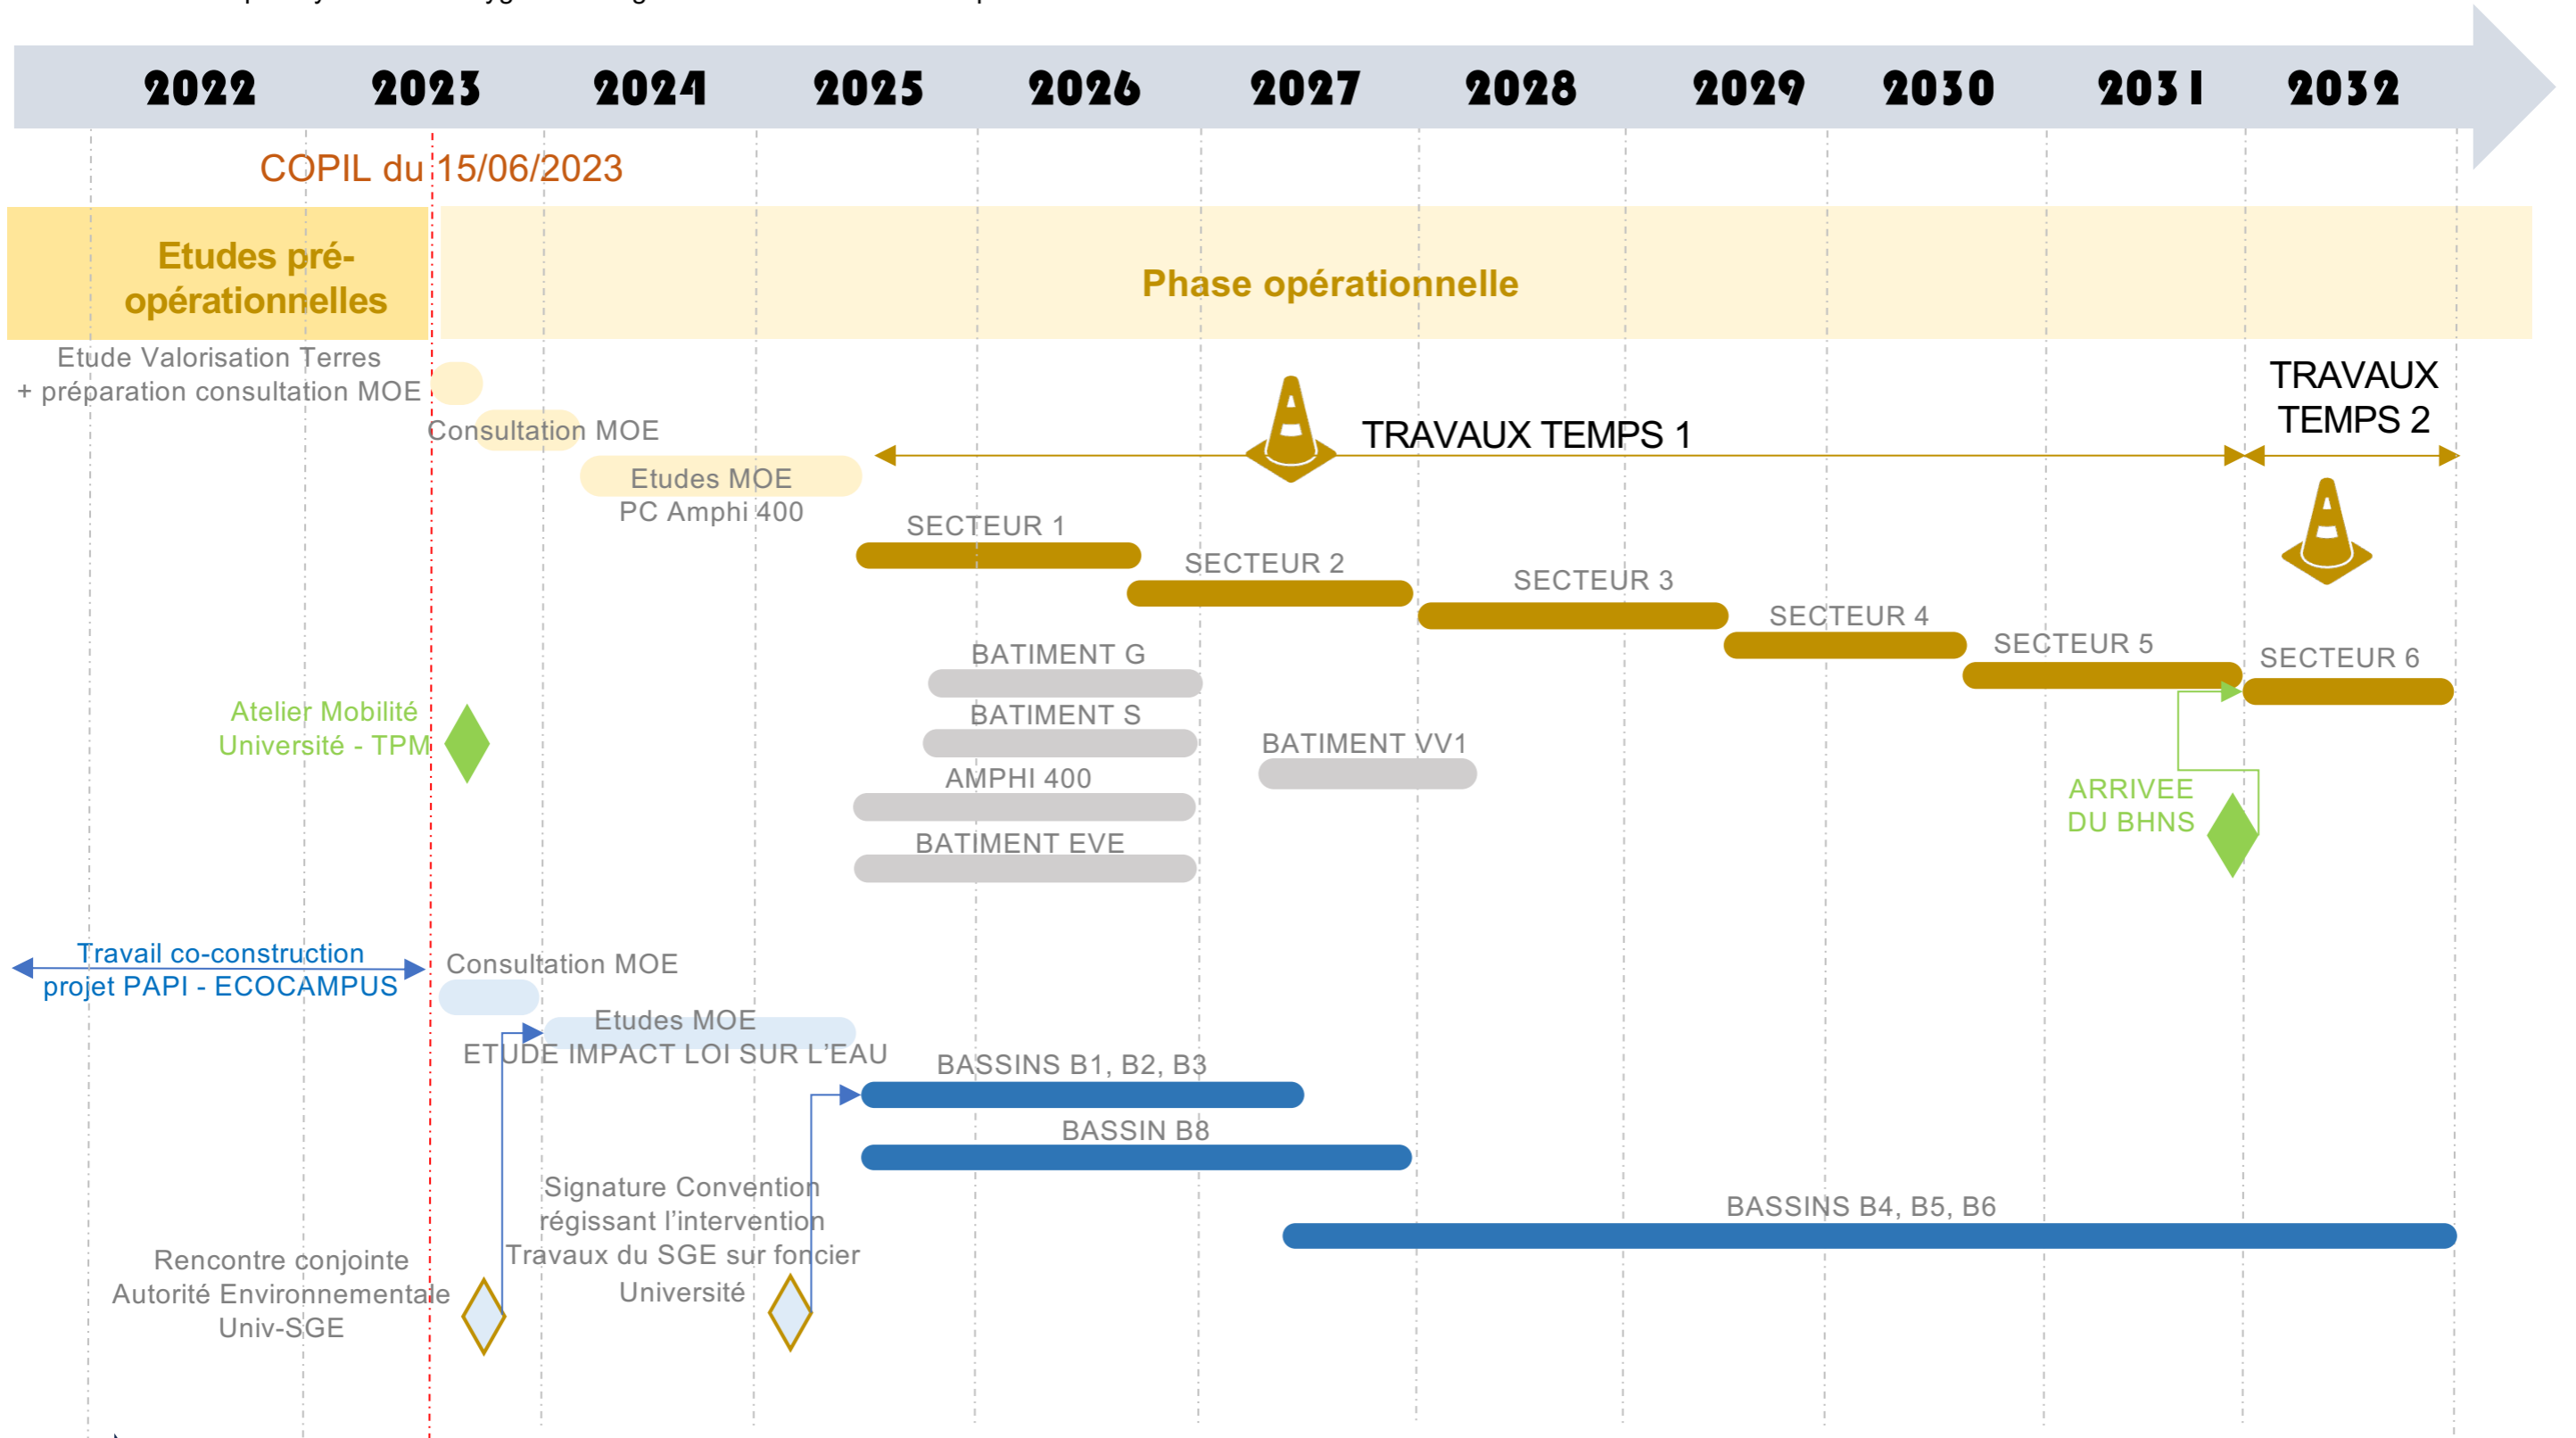 2022 2023 2024 2025 2026 2027 2028 2029 2030 2031 2032
COPIL du 15/06/2023
Etudes pré-
opérationnelles
Phase opérationnelle
Etude Valorisation Terres
+ préparation consultation MOE
Consultation MOE
Etudes MOE
PC Amphi 400
TRAVAUX TEMPS 1
TRAVAUX
TEMPS 2
SECTEUR 1
SECTEUR 2
SECTEUR 3
SECTEUR 4
SECTEUR 5
SECTEUR 6
BATIMENT G
BATIMENT S
AMPHI 400
BATIMENT EVE
BATIMENT VV1
Atelier Mobilité
Université - TPM
ARRIVEE
DU BHNS
Travail co-construction
projet PAPI - ECOCAMPUS
Consultation MOE
Etudes MOE
ETUDE IMPACT LOI SUR L'EAU
BASSINS B1, B2, B3
BASSIN B8
BASSINS B4, B5, B6
Signature Convention
régissant l'intervention
Travaux du SGE sur foncier
Université
Rencontre conjointe
Autorité Environnementale
Univ-SGE